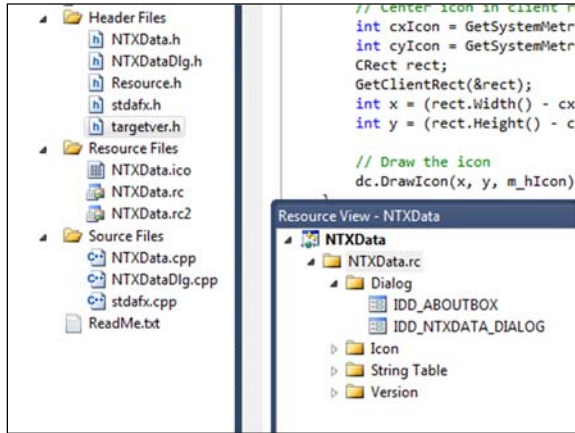 Header Files
NTXData.h
NTXDataDlg.h
Resource.h
stdafx.h
targetver.h
Resource Files
NTXData.ico
NTXData.rc
NTXData.rc2
Source Files
NTXData.cpp
NTXDataDlg.cpp
stdafx.cpp
ReadMe.txt
// Center icon in client r
int cxIcon = GetSystemMetr
int cyIcon = GetSystemMetr
CRect rect;
GetClientRect(&rect);
int x = (rect.Width() - cx
int y = (rect.Height() - c
// Draw the icon
dc.DrawIcon(x, y, m_hIcon)
Resource View - NTXData
NTXData
NTXData.rc
Dialog
IDD_ABOUTBOX
IDD_NTXDATA_DIALOG
Icon
String Table
Version